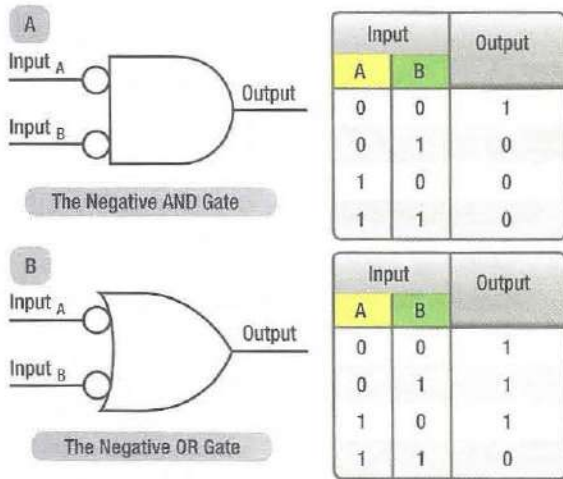 A
Input A
Input B
Output
The Negative AND Gate
Input Output
A B
0 0 1
0 1 0
1 0 0
1 1 0
B
Input A
Input B
Output
The Negative OR Gate
Input Output
A B
0 0 1
0 1 1
1 0 1
1 1 0